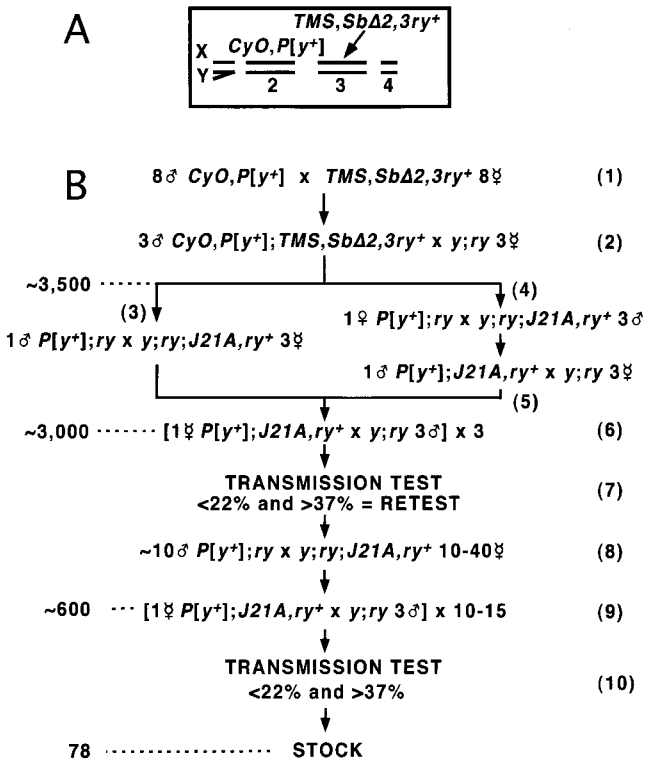 A
TMS,SbΔ2,3ry+
CyO,P[y+]
X
Y
2 3 4
B
8♂ CyO,P[y+] x TMS,SbΔ2,3ry+ 8☿ (1)
3♂ CyO,P[y+];TMS,SbΔ2,3ry+ x y;ry 3☿ (2)
~3,500
(3) (4)
1♀ P[y+];ry x y;ry;J21A,ry+ 3♂
1♂ P[y+];ry x y;ry;J21A,ry+ 3☿
1♂ P[y+];J21A,ry+ x y;ry 3☿
(5)
~3,000 [1☿ P[y+];J21A,ry+ x y;ry 3♂] x 3 (6)
TRANSMISSION TEST
<22% and >37% = RETEST (7)
~10♂ P[y+];ry x y;ry;J21A,ry+ 10-40☿ (8)
~600 [1☿ P[y+];J21A,ry+ x y;ry 3♂] x 10-15 (9)
TRANSMISSION TEST
<22% and >37% (10)
78 STOCK